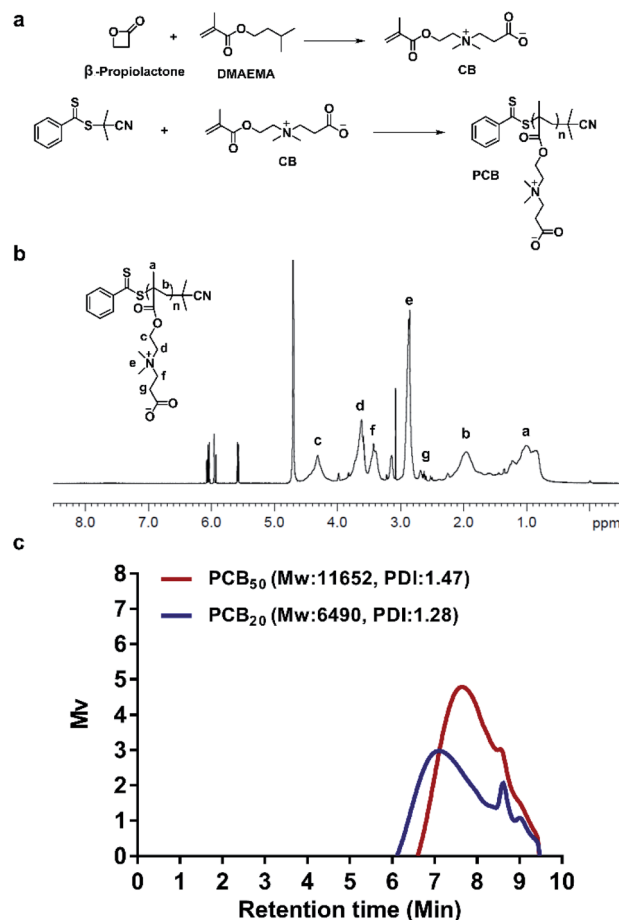 a
O
O
+
O
O
O
O
N
+
O
O
-
β-Propiolactone
DMAEMA
CB
S
S
CN
+
O
O
N
+
O
O
-
S
S
n
CN
O
O
N
+
O
-O
CB
PCB
b
S
S
a
b
n
CN
O
O
c
d
e
N
+
f
g
-O
O
e
d
c
f
g
b
a
8.0 7.0 6.0 5.0 4.0 3.0 2.0 1.0 ppm
c
8
7
6
5
4
3
2
1
0
Mv
PCB50 (Mw:11652, PDI:1.47)
PCB20 (Mw:6490, PDI:1.28)
0 1 2 3 4 5 6 7 8 9 10
Retention time (Min)